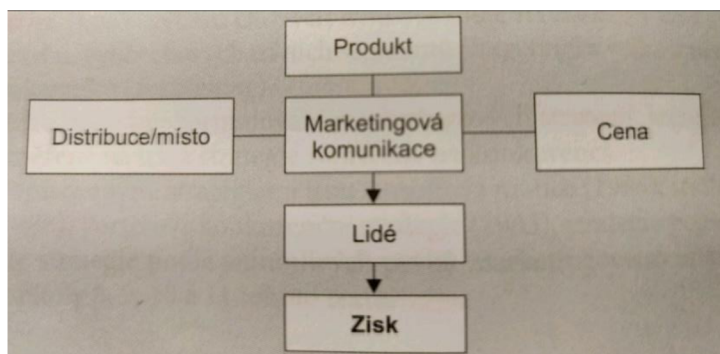 Produkt
Distribuce/místo
Marketingová
komunikace
Cena
Lidé
Zisk